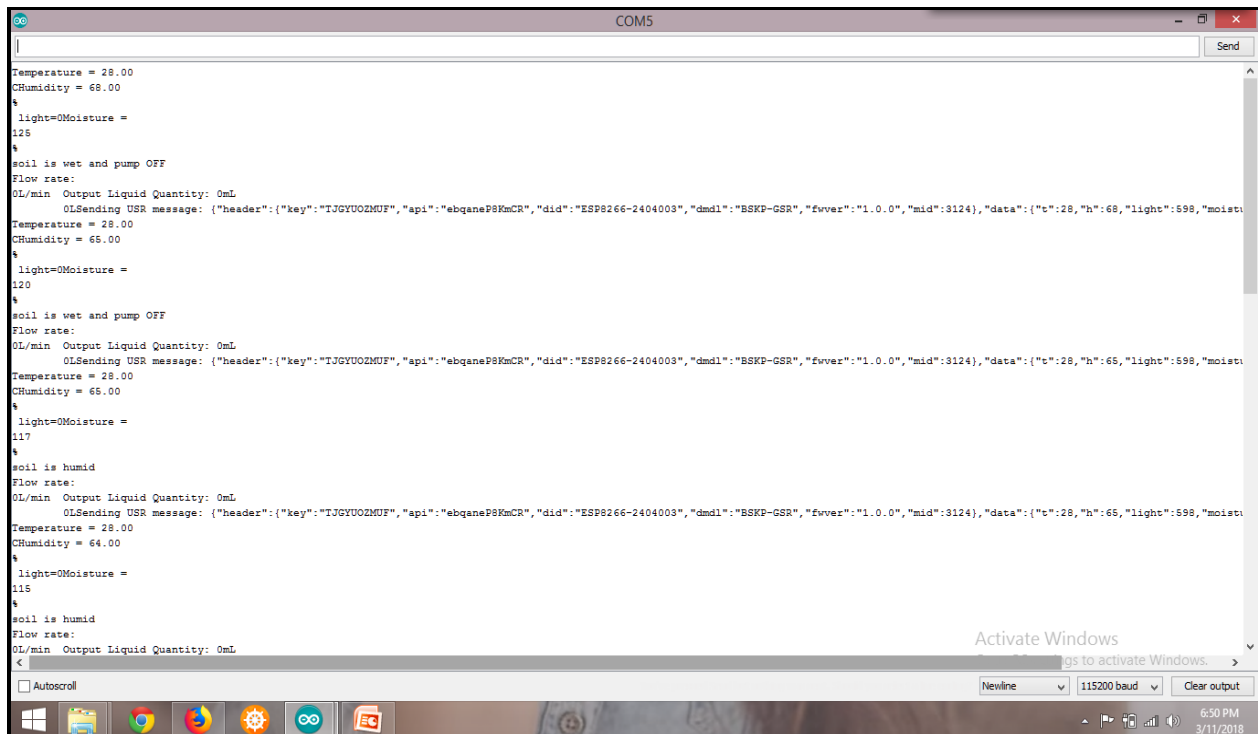 COM5
Send
Temperature = 28.00
CHumidity = 68.00
%
light=0Moisture =
125
%
soil is wet and pump OFF
Flow rate:
0L/min  Output Liquid Quantity: 0mL
0LSending USR message: {"header":{"key":"TJGYUOZMUF","api":"ebqaneP8KmCR","did":"ESP8266-2404003","dmdl":"BSKP-GSR","fwver":"1.0.0","mid":3124},"data":{"t":28,"h":68,"light":598,"moistu
Temperature = 28.00
CHumidity = 65.00
%
light=0Moisture =
120
%
soil is wet and pump OFF
Flow rate:
0L/min  Output Liquid Quantity: 0mL
0LSending USR message: {"header":{"key":"TJGYUOZMUF","api":"ebqaneP8KmCR","did":"ESP8266-2404003","dmdl":"BSKP-GSR","fwver":"1.0.0","mid":3124},"data":{"t":28,"h":65,"light":598,"moistu
Temperature = 28.00
CHumidity = 65.00
%
light=0Moisture =
117
%
soil is humid
Flow rate:
0L/min  Output Liquid Quantity: 0mL
0LSending USR message: {"header":{"key":"TJGYUOZMUF","api":"ebqaneP8KmCR","did":"ESP8266-2404003","dmdl":"BSKP-GSR","fwver":"1.0.0","mid":3124},"data":{"t":28,"h":65,"light":598,"moistu
Temperature = 28.00
CHumidity = 64.00
%
light=0Moisture =
115
%
soil is humid
Flow rate:
0L/min  Output Liquid Quantity: 0mL
Activate Windows
to activate Windows.
Autoscroll
Newline
115200 baud
Clear output
6:50 PM
3/11/2018